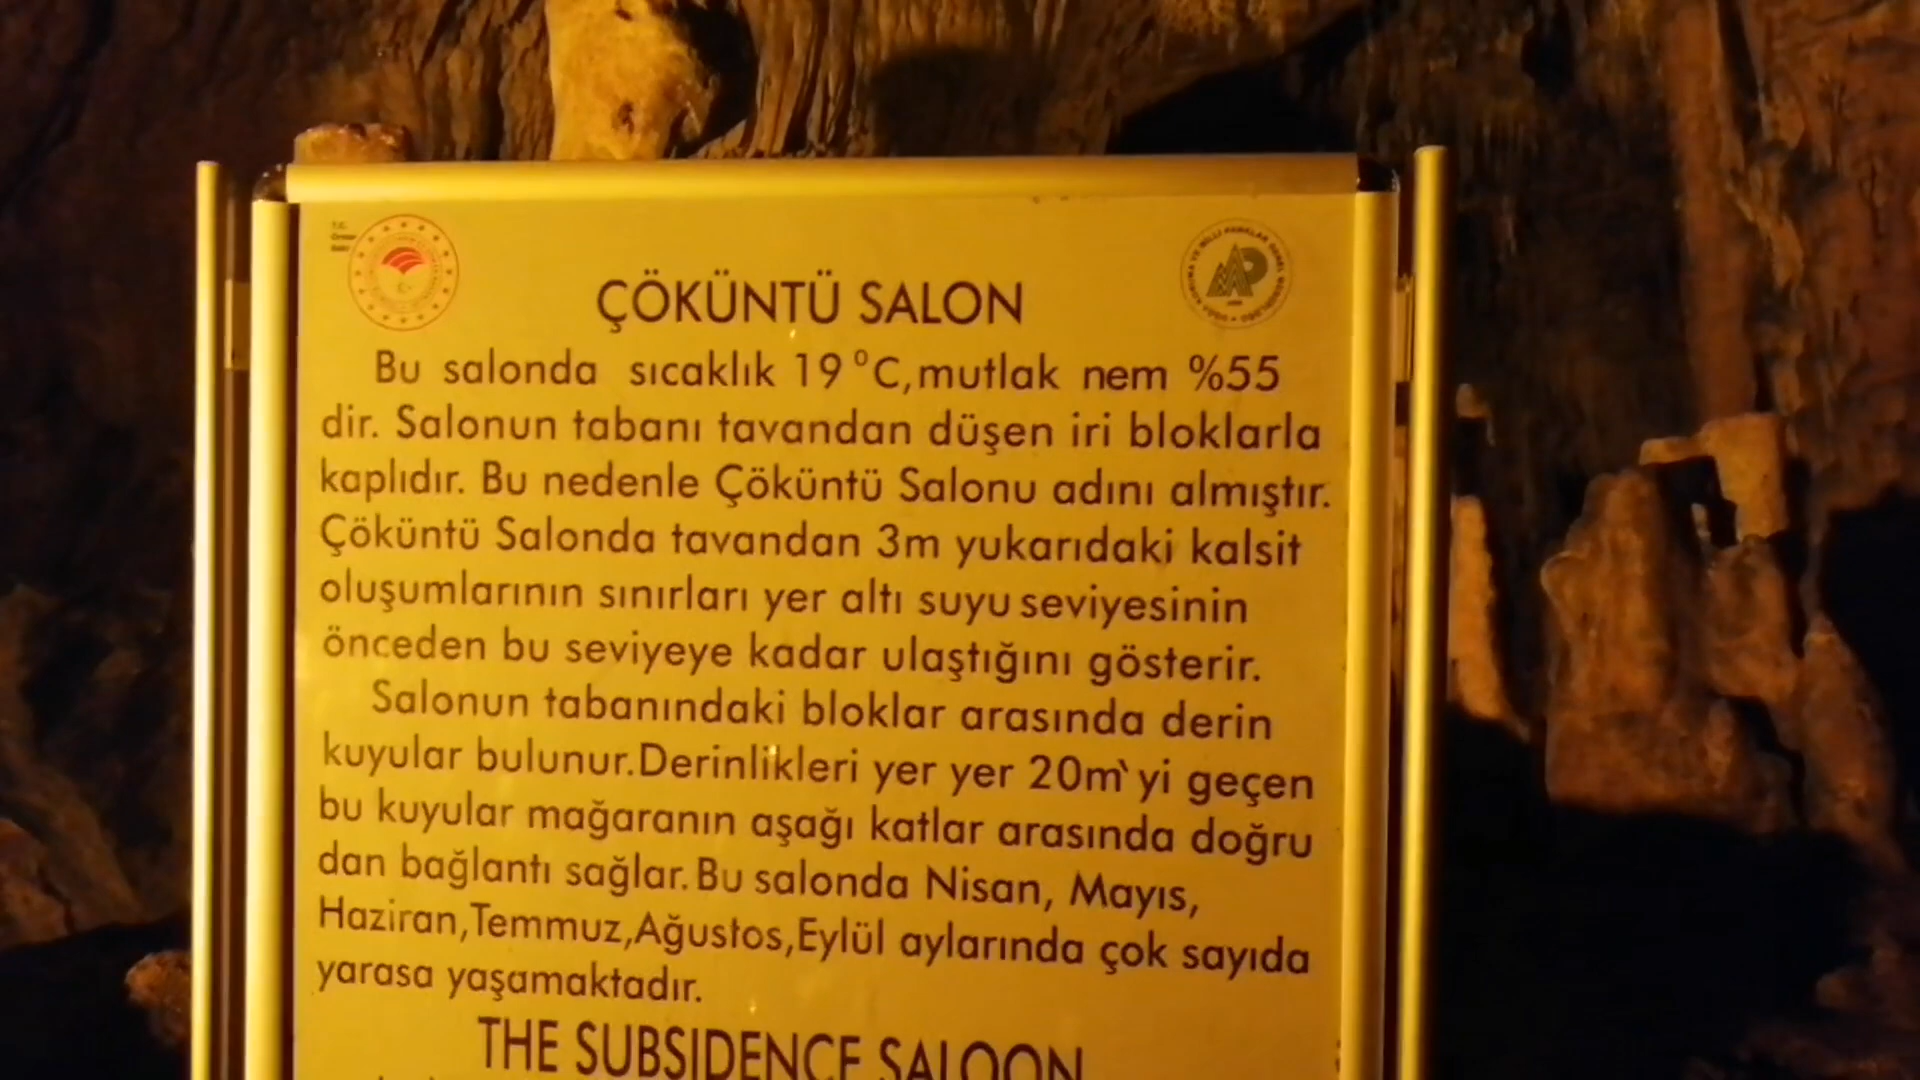 ÇÖKÜNTÜ SALON
Bu salonda sıcaklık 19 °C,mutlak nem %55
dir. Salonun tabanı tavandan düşen iri bloklarla
kaplıdır. Bu nedenle Çöküntü Salonu adını almıştır.
Çöküntü Salonda tavandan 3m yukarıdaki kalsit
oluşumlarının sınırları yer altı suyu seviyesinin
önceden bu seviyeye kadar ulaştığını gösterir.
Salonun tabanındaki bloklar arasında derin
kuyular bulunur.Derinlikleri yer yer 20m`yi geçen
bu kuyular mağaranın aşağı katlar arasında doğru
dan bağlantı sağlar.Bu salonda Nisan, Mayıs,
Haziran,Temmuz,Ağustos,Eylül aylarında çok sayıda
yarasa yaşamaktadır.
THE SUBSIDENCE SALOON